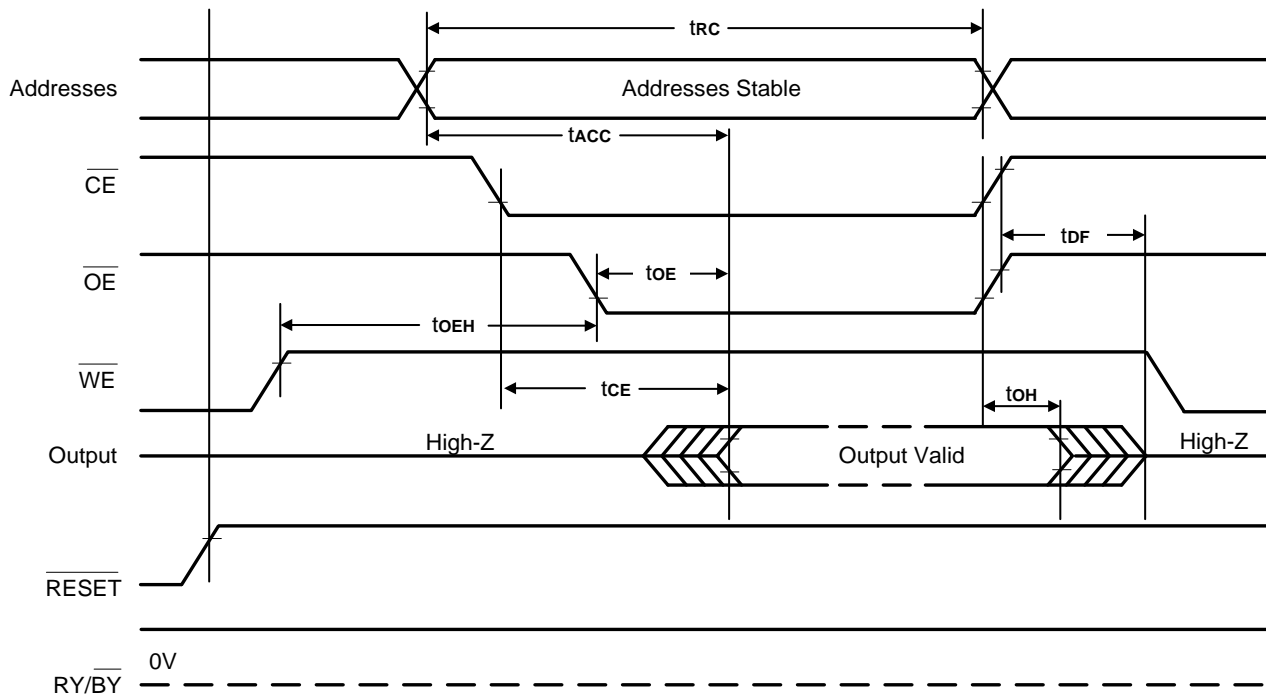 tRC
Addresses
Addresses Stable
tACC
CE
tDF
OE
tOE
tOEH
WE
tCE
tOH
High-Z
Output
Output Valid
High-Z
RESET
0V
RY/BY